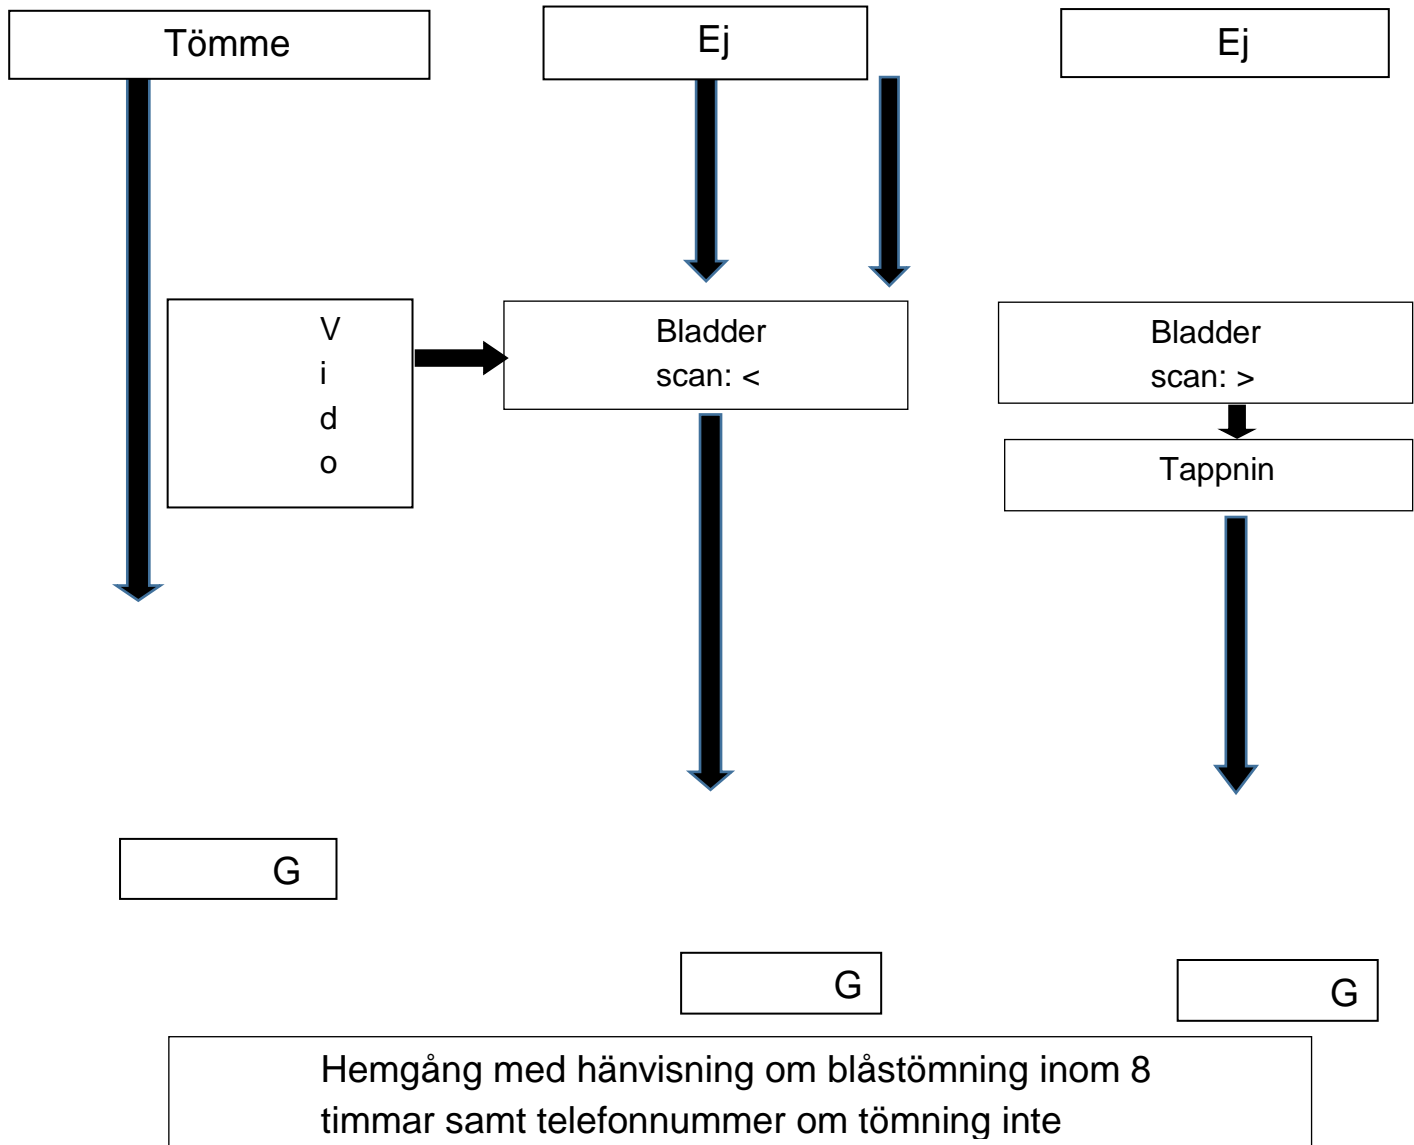 Tömme
Ej
Ej
V
i
d
o
Bladder
scan: <
Bladder
scan: >
Tappnin
G
G
G
Hemgång med hänvisning om blåstömning inom 8
timmar samt telefonnummer om tömning inte